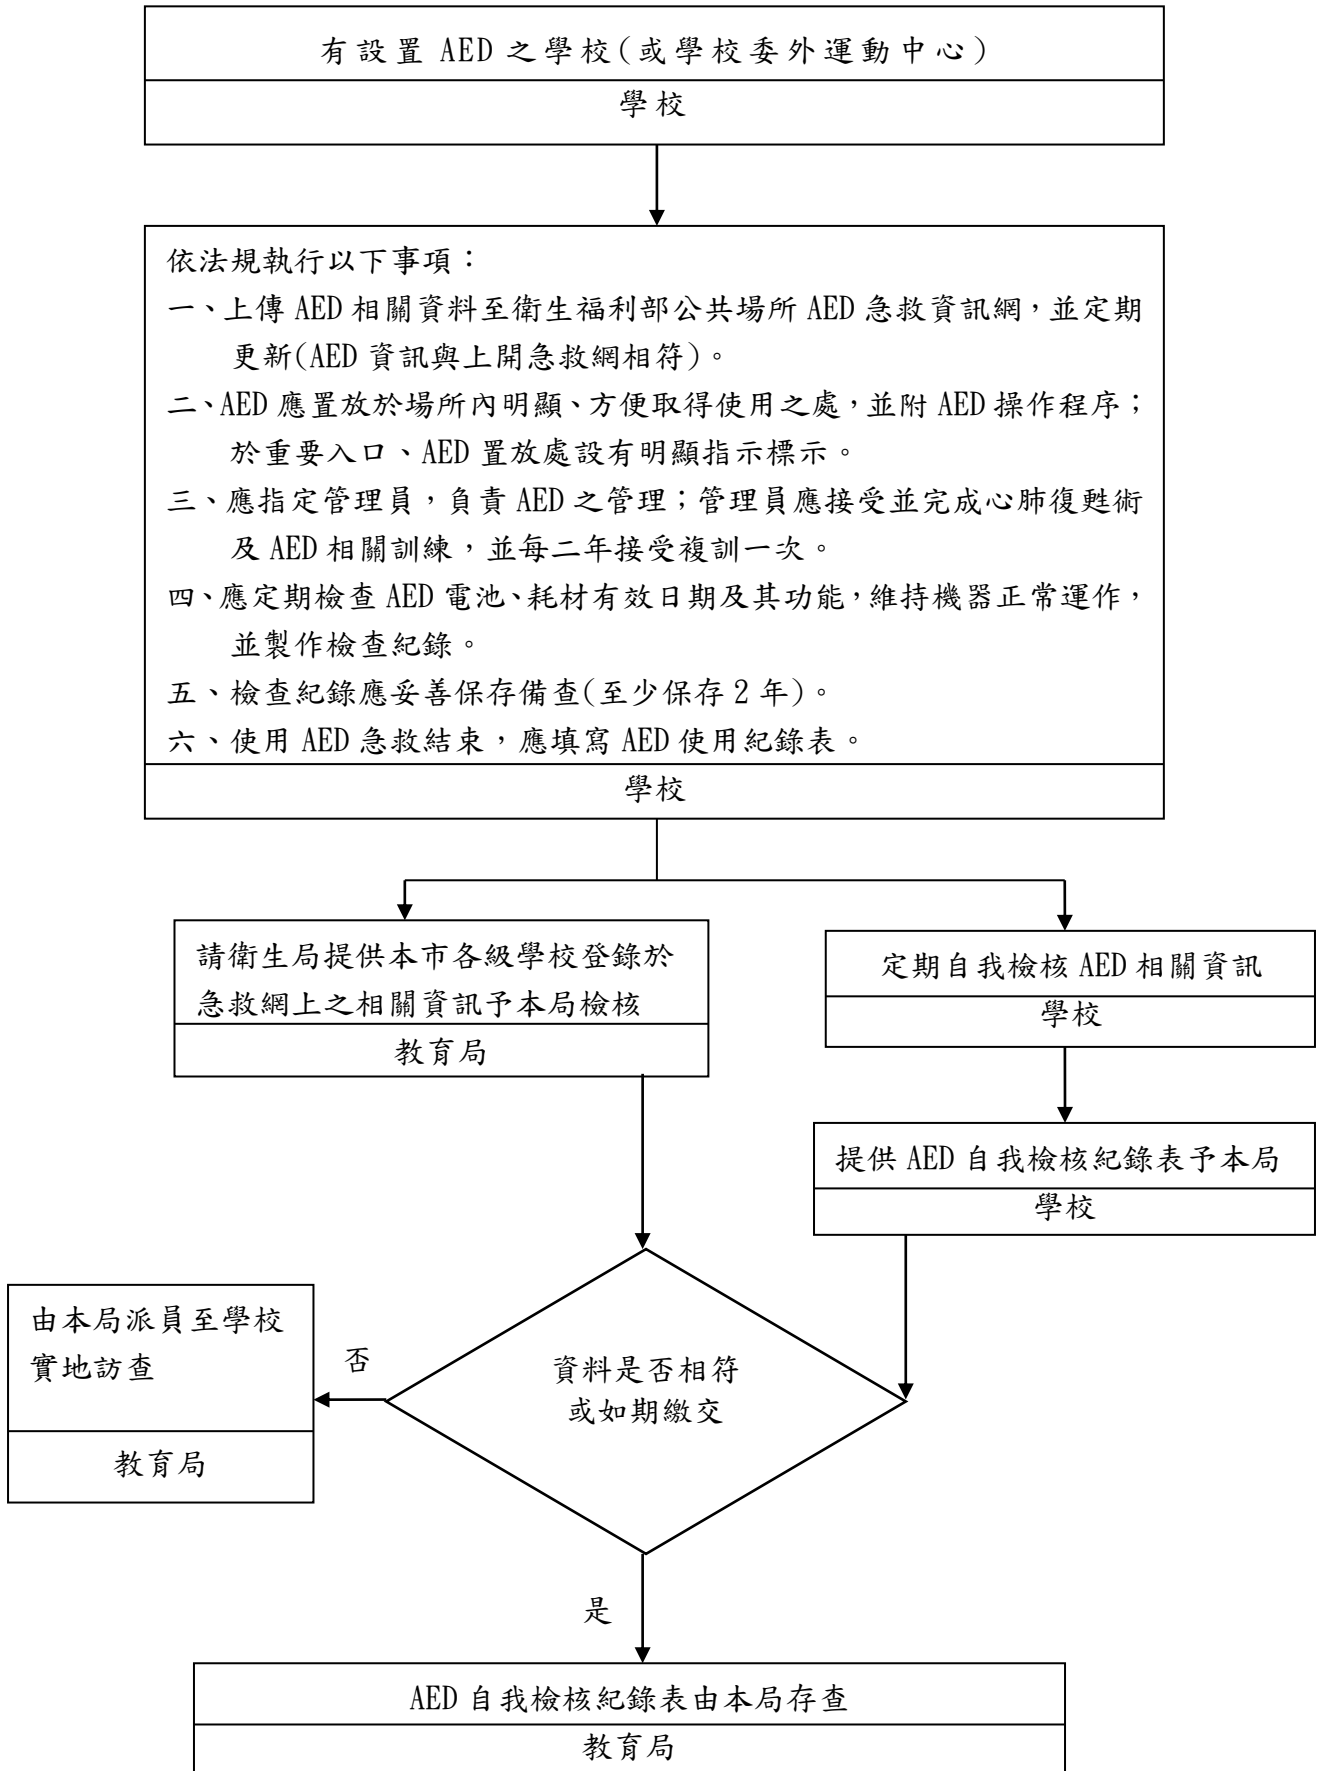 有設置 AED 之學校(或學校委外運動中心)
學校
依法規執行以下事項：
一、上傳 AED 相關資料至衛生福利部公共場所 AED 急救資訊網，並定期
更新(AED 資訊與上開急救網相符)。
二、AED 應置放於場所內明顯、方便取得使用之處，並附 AED 操作程序；
於重要入口、AED 置放處設有明顯指示標示。
三、應指定管理員，負責 AED 之管理；管理員應接受並完成心肺復甦術
及 AED 相關訓練，並每二年接受複訓一次。
四、應定期檢查 AED 電池、耗材有效日期及其功能，維持機器正常運作，
並製作檢查紀錄。
五、檢查紀錄應妥善保存備查(至少保存 2 年)。
六、使用 AED 急救結束，應填寫 AED 使用紀錄表。
學校
請衛生局提供本市各級學校登錄於
急救網上之相關資訊予本局檢核
教育局
定期自我檢核 AED 相關資訊
學校
提供 AED 自我檢核紀錄表予本局
學校
由本局派員至學校
實地訪查
教育局
否
資料是否相符
或如期繳交
是
AED 自我檢核紀錄表由本局存查
教育局